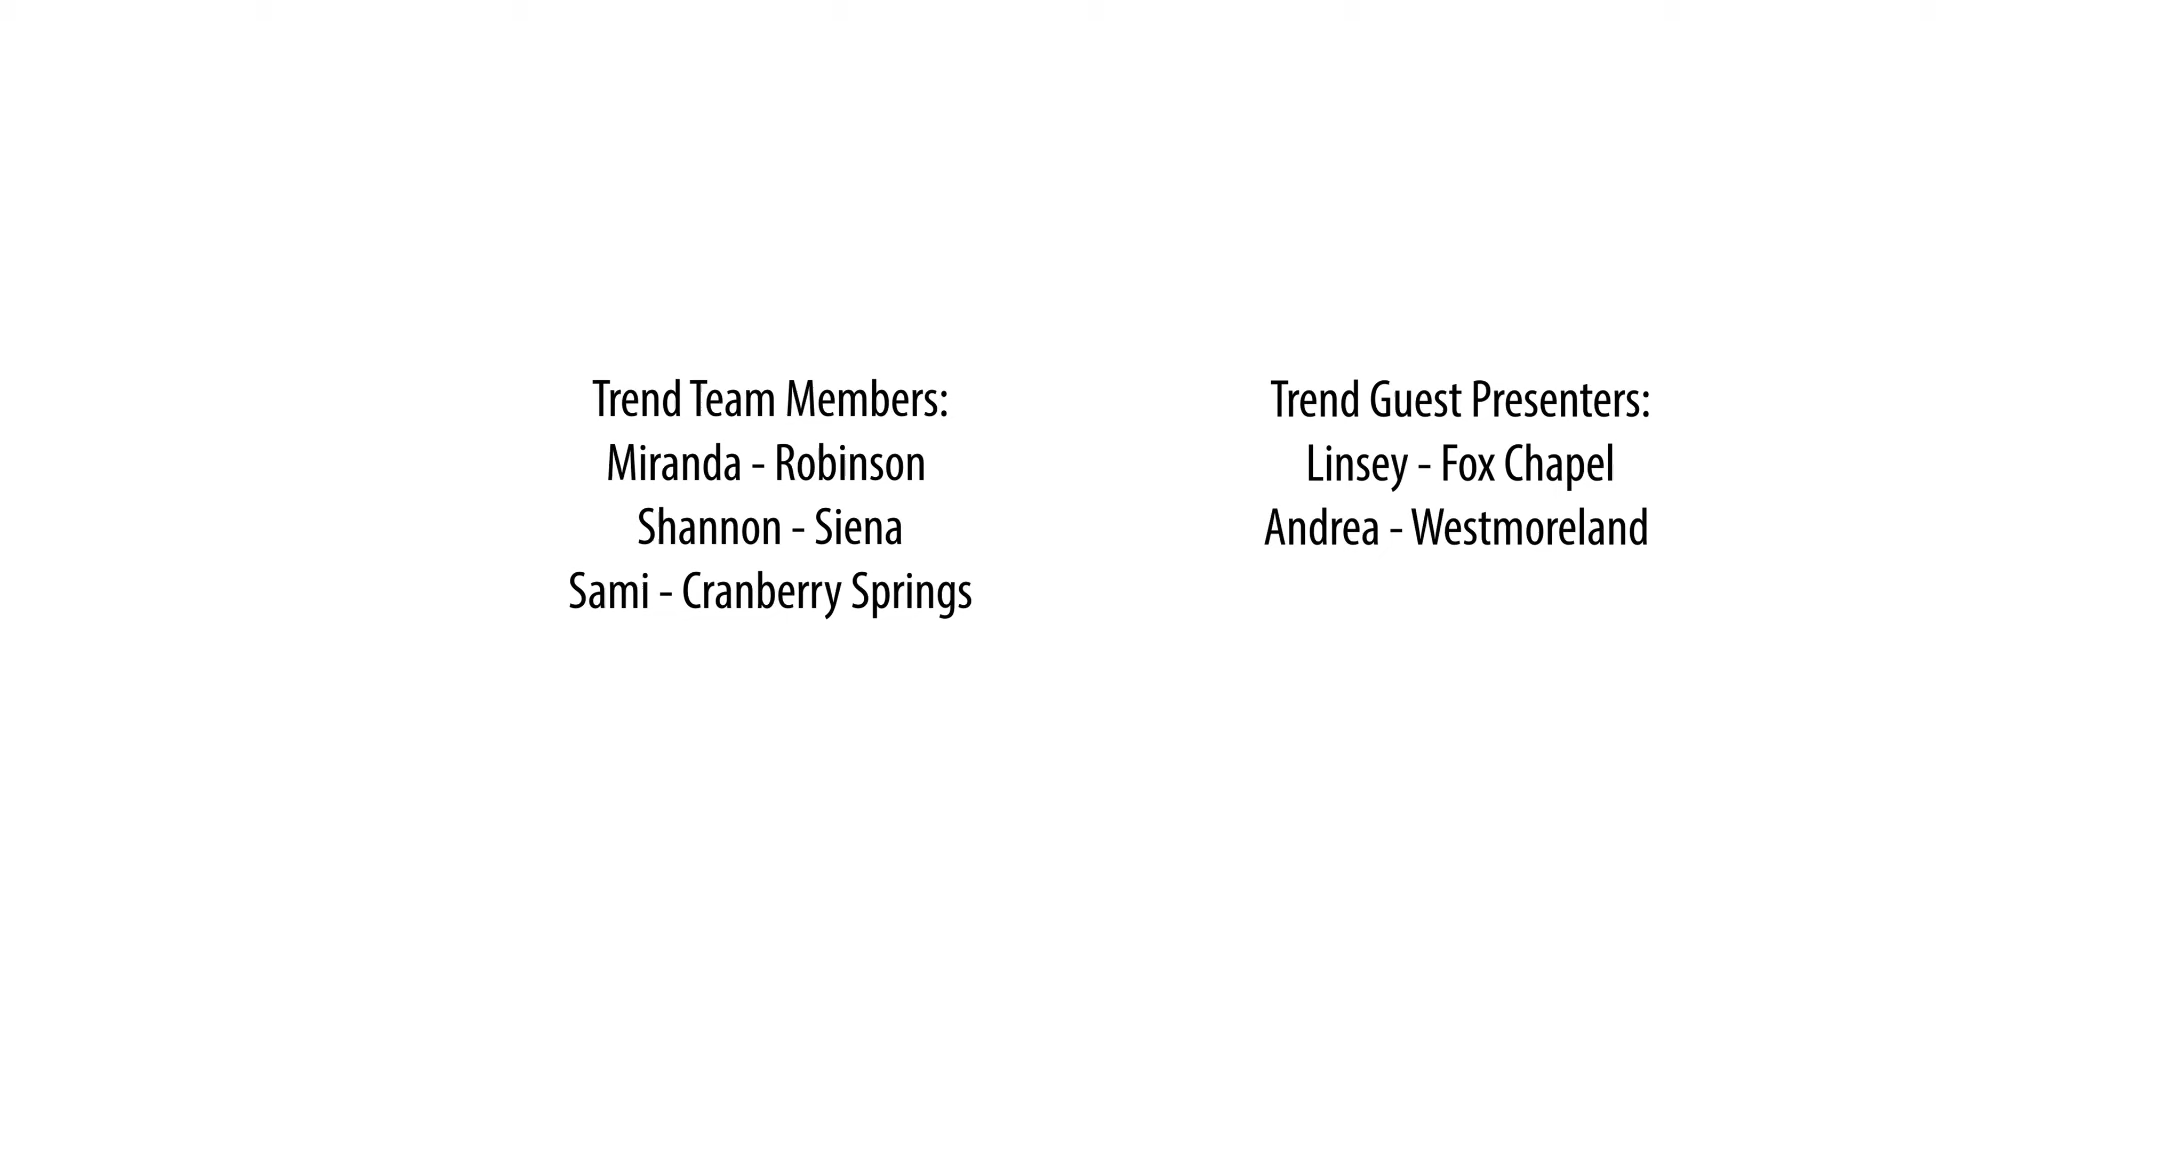 Trend Team Members:
Miranda - Robinson
Shannon - Siena
Sami - Cranberry Springs
Trend Guest Presenters:
Linsey - Fox Chapel
Andrea - Westmoreland